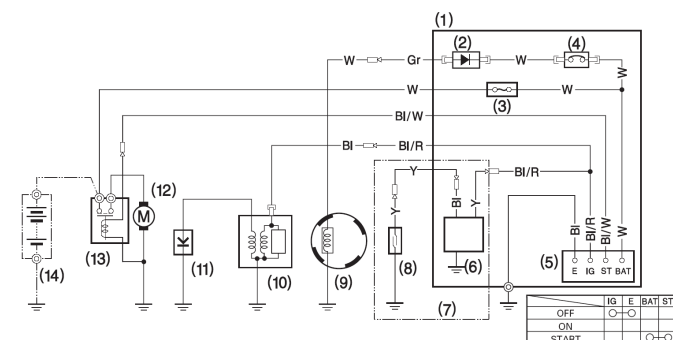 (1)
(2)
(4)
W
Gr
W
W
W
W
(3)
Bl/W
Bl
Bl/R
Y
Bl/R
Y
Bl
Y
(12)
M
(13)
(14)
(11)
(10)
(9)
(8)
(6)
(7)
Bl
Bl/R
Bl/W
W
(5)
E IG ST BAT
IG E BAT ST
OFF
ON
START